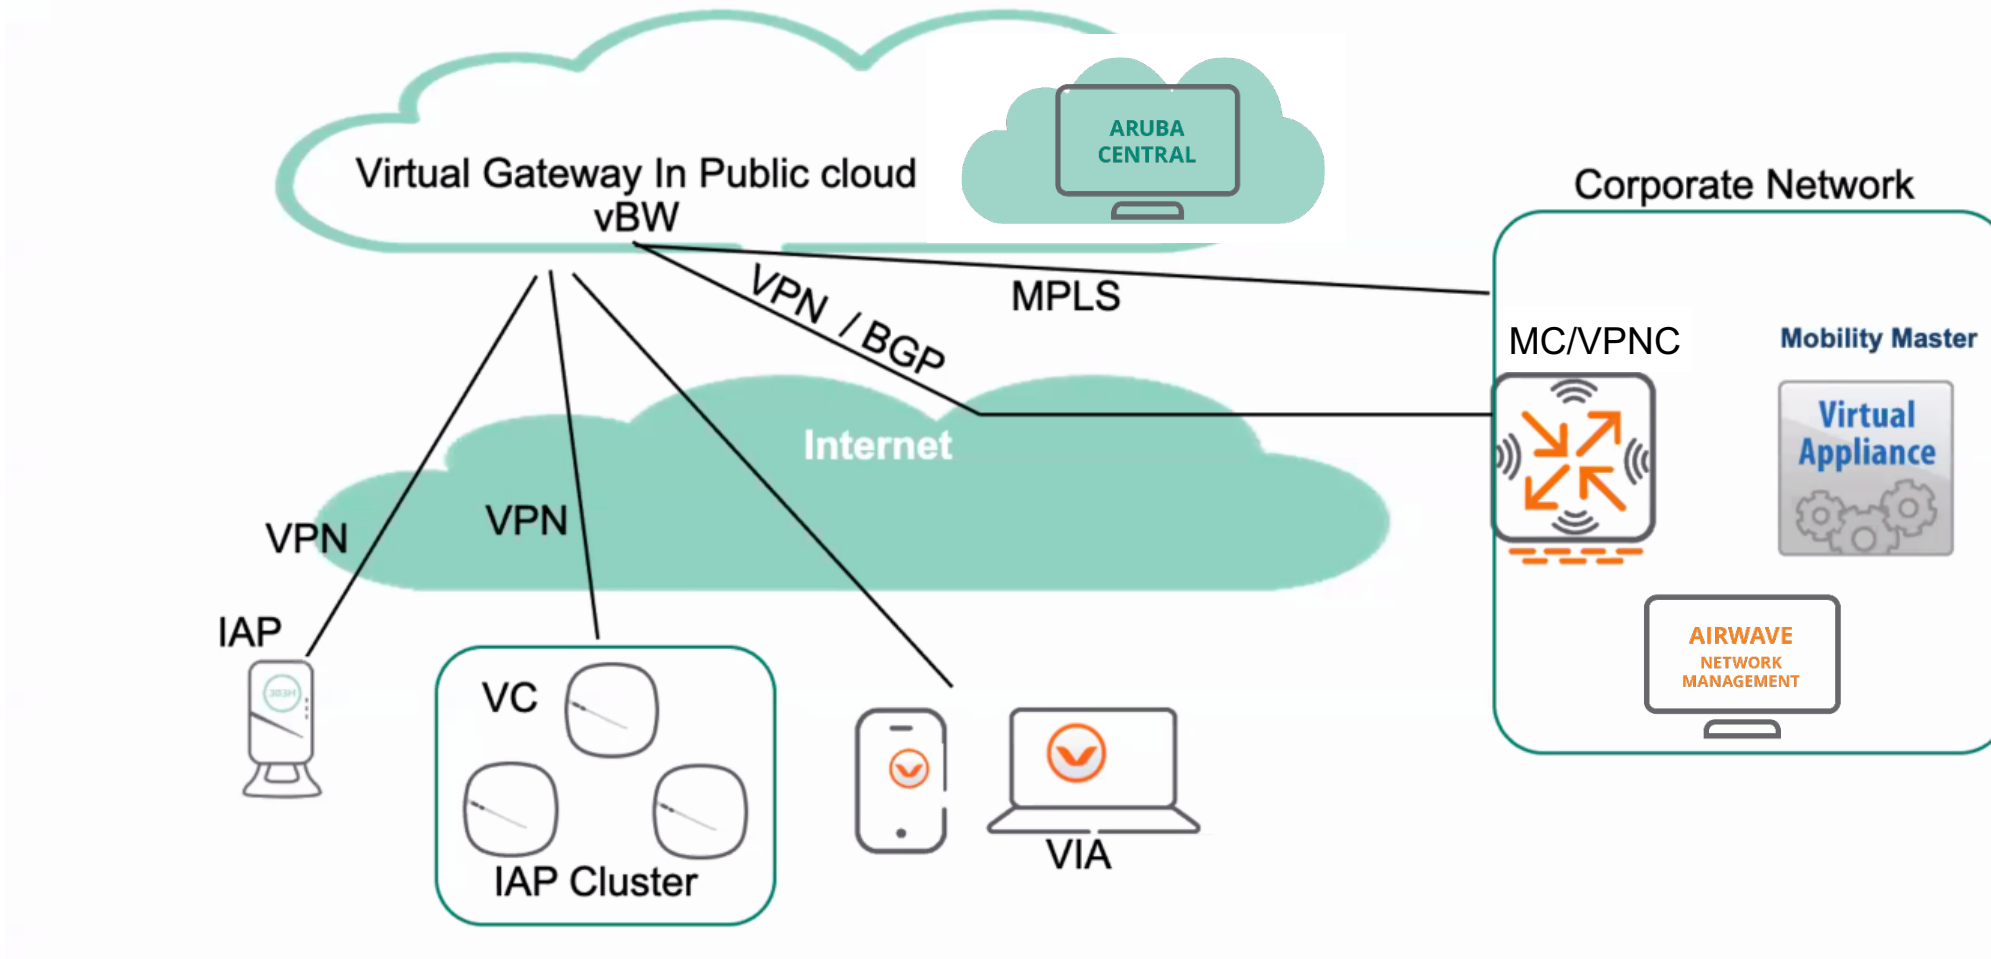 ARUBA
CENTRAL
Virtual Gateway In Public cloud
vBW
Corporate Network
VPN / BGP
MPLS
MC/VPNC
Mobility Master
Virtual
Appliance
Internet
VPN
VPN
IAP
303H
VC
IAP Cluster
VIA
AIRWAVE
NETWORK
MANAGEMENT